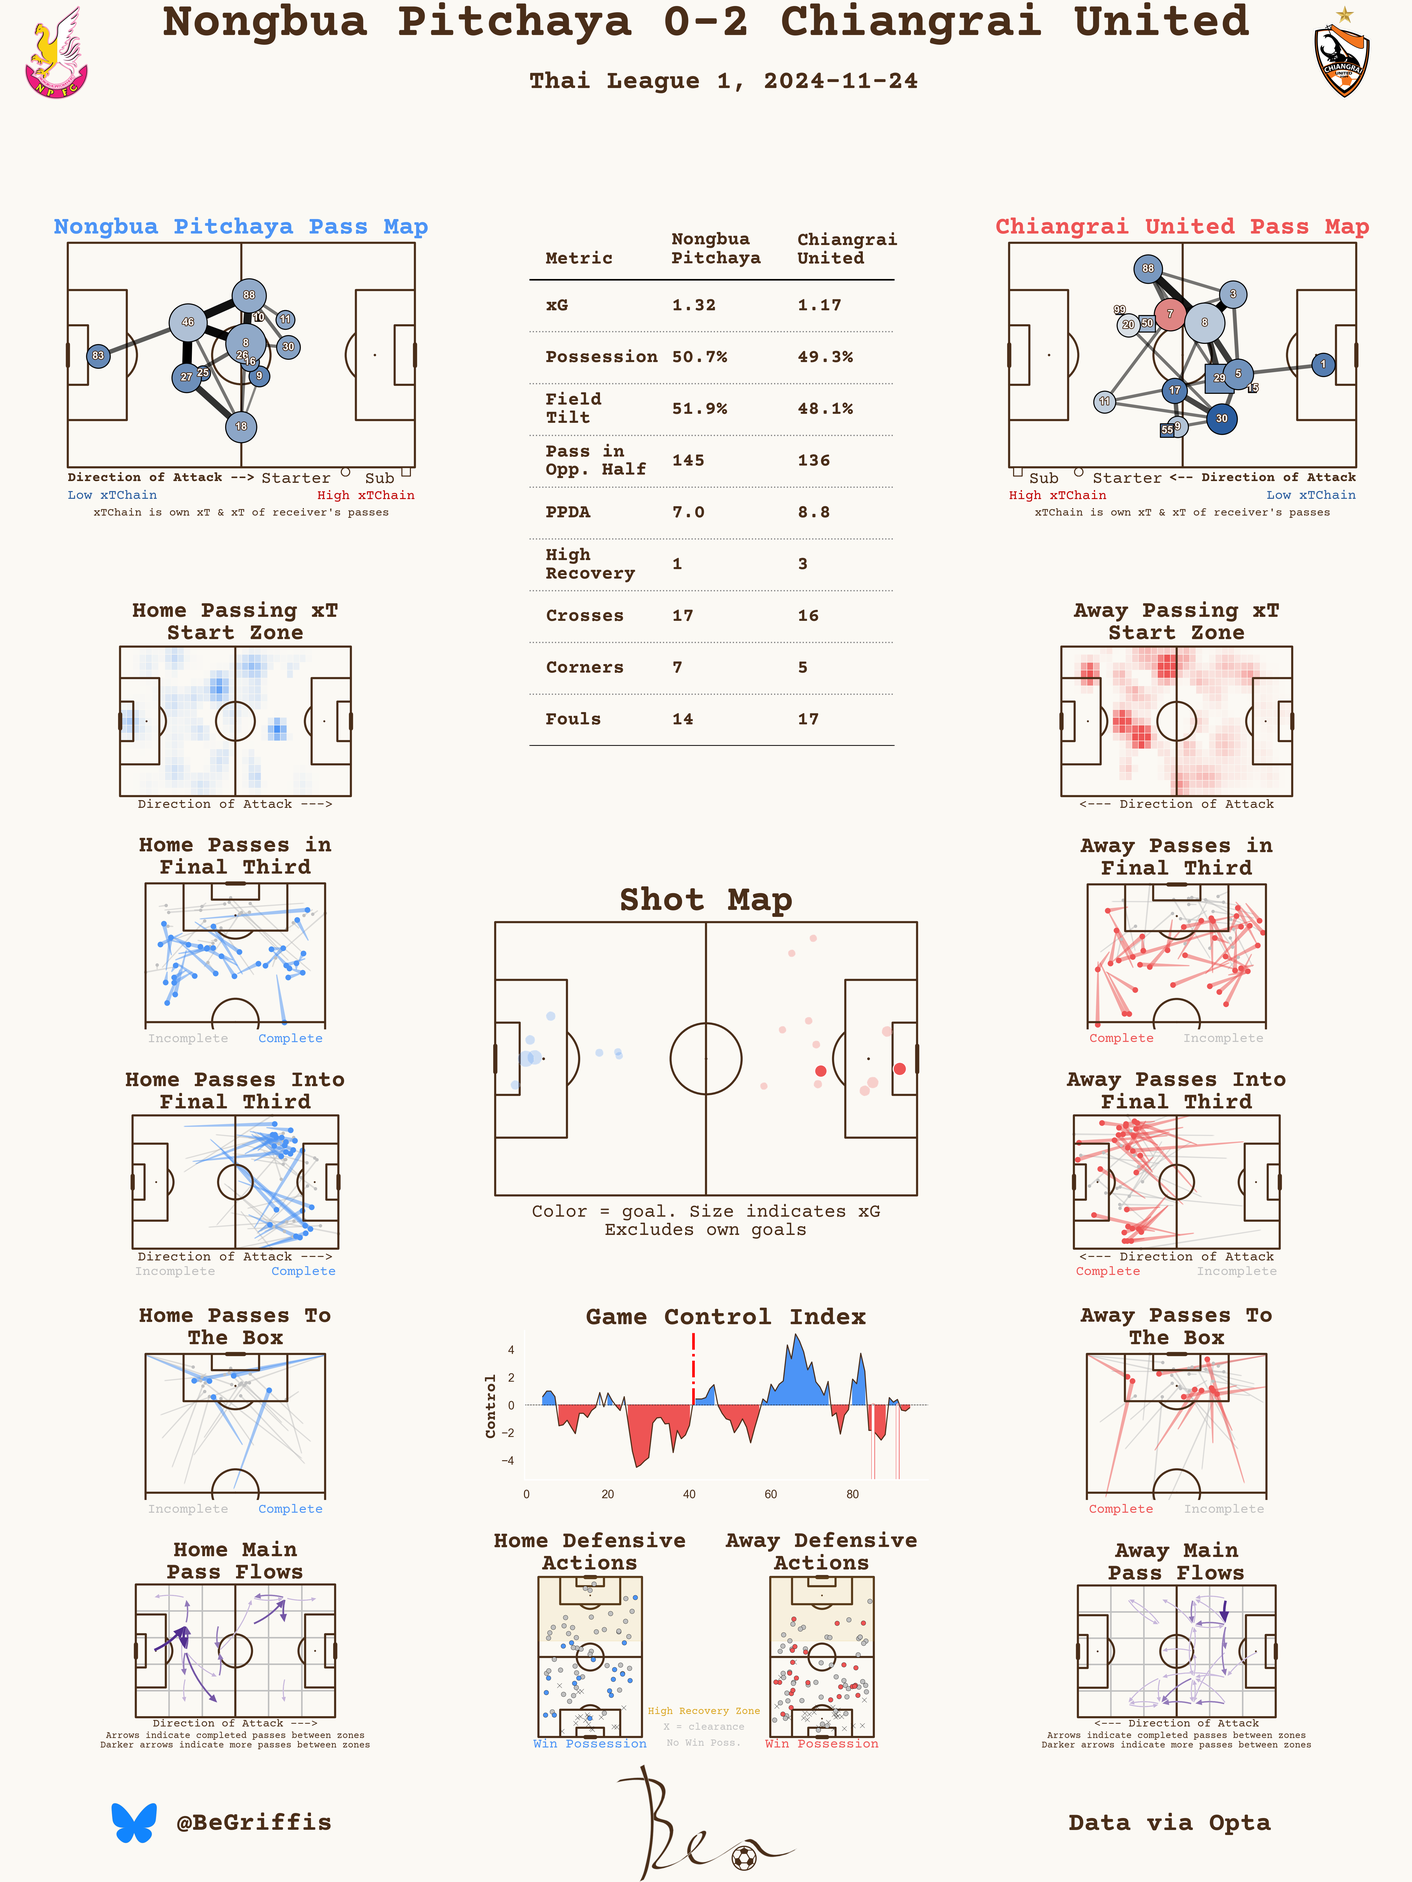 Nongbua Pitchaya 0-2 Chiangrai United
Thai League 1, 2024-11-24
N P F C
CHIANGRAI
UNITED
Nongbua Pitchaya Pass Map
88
46
10
11
8
30
26
16
83
27
25
9
18
Direction of Attack --> Starter Sub
Low xTChain High xTChain
xTChain is own xT & xT of receiver's passes
Metric Nongbua Pitchaya Chiangrai United
xG 1.32 1.17
Possession 50.7% 49.3%
Field Tilt 51.9% 48.1%
Pass in Opp. Half 145 136
PPDA 7.0 8.8
High Recovery 1 3
Crosses 17 16
Corners 7 5
Fouls 14 17
Chiangrai United Pass Map
88
3
99
7
20
50
8
1
5
29
15
17
11
30
9
55
Sub Starter <-- Direction of Attack
High xTChain Low xTChain
xTChain is own xT & xT of receiver's passes
Home Passing xT
Start Zone
Direction of Attack --->
Away Passing xT
Start Zone
<--- Direction of Attack
Home Passes in
Final Third
Incomplete Complete
Away Passes in
Final Third
Complete Incomplete
Shot Map
Color = goal. Size indicates xG
Excludes own goals
Home Passes Into
Final Third
Direction of Attack --->
Incomplete Complete
Away Passes Into
Final Third
<--- Direction of Attack
Complete Incomplete
Home Passes To
The Box
Incomplete Complete
Game Control Index
Control
4
2
0
−2
−4
0 20 40 60 80
Away Passes To
The Box
Complete Incomplete
Home Main
Pass Flows
Direction of Attack --->
Arrows indicate completed passes between zones
Darker arrows indicate more passes between zones
Home Defensive
Actions
Win Possession
High Recovery Zone
X = clearance
No Win Poss.
Away Defensive
Actions
Win Possession
Away Main
Pass Flows
<--- Direction of Attack
Arrows indicate completed passes between zones
Darker arrows indicate more passes between zones
@BeGriffis
Ben
Data via Opta